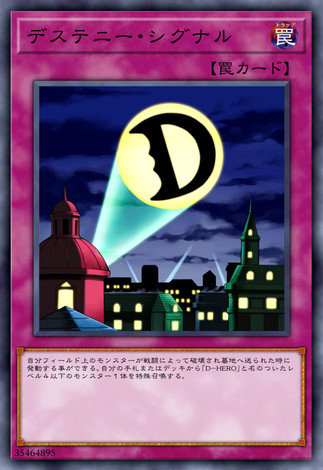 デステニー・シグナル
トラップ
罠
【罠カード】
D
自分フィールド上のモンスターが戦闘によって破壊され墓地へ送られた時に
発動する事ができる。自分の手札またはデッキから「D-HERO」と名のついたレ
ベル4以下のモンスター1体を特殊召喚する。
35464895